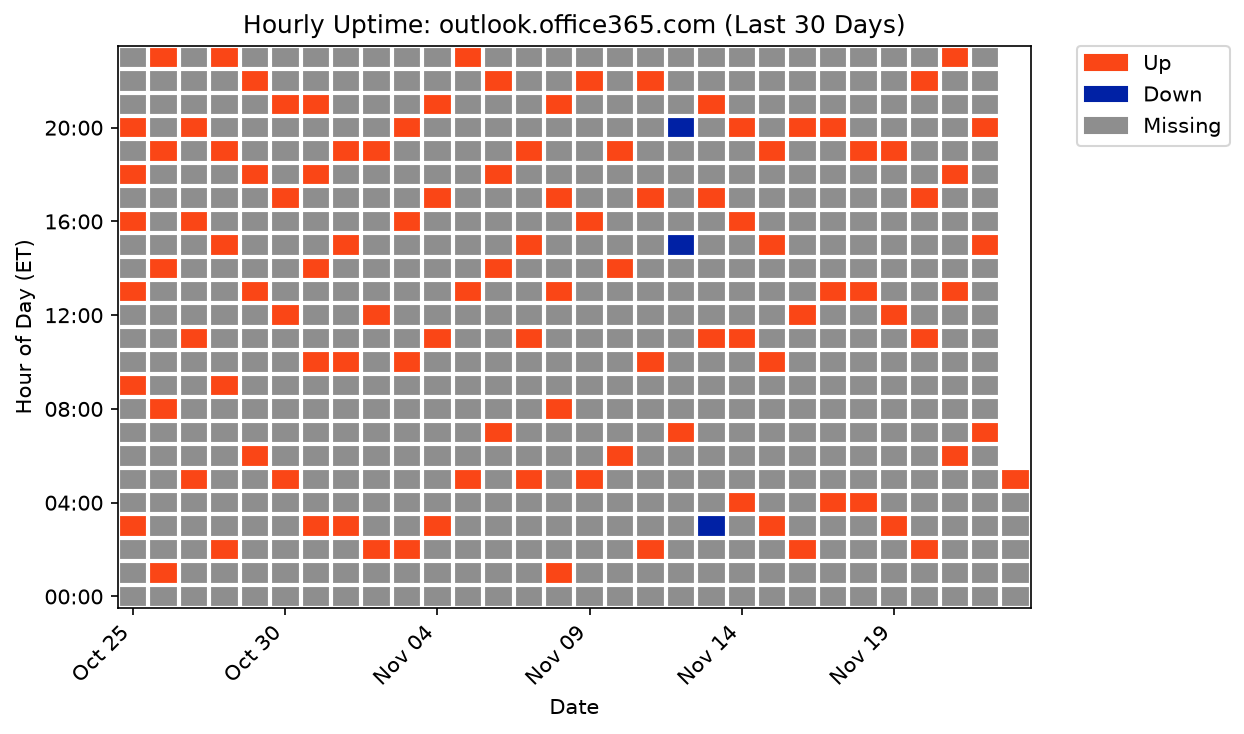 Hourly Uptime: outlook.office365.com (Last 30 Days)
Up
Down
Missing
20:00
16:00
12:00
08:00
04:00
00:00
Hour of Day (ET)
Oct 25
Oct 30
Nov 04
Nov 09
Nov 14
Nov 19
Date